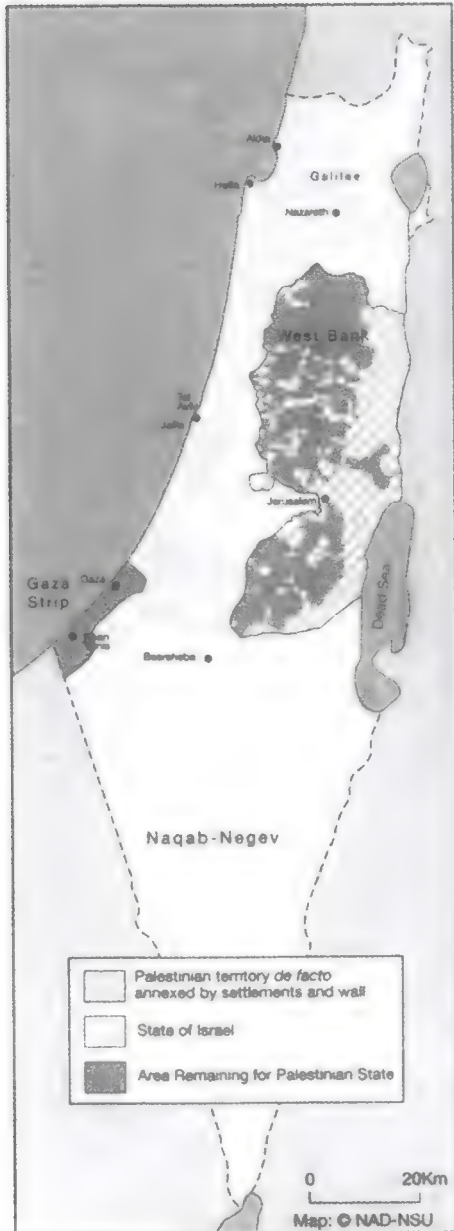 Akka
Haifa
Galilee
Nazareth
West Bank
Tel
Aviv
Jaffa
Jerusalem
Gaza
Strip
Gaza
Khan
Beersheba
Dead Sea
Naqab-Negev
Palestinian territory de facto
annexed by settlements and wall
State of Israel
Area Remaining for Palestinian State
0 20Km
Map: © NAD-NSU